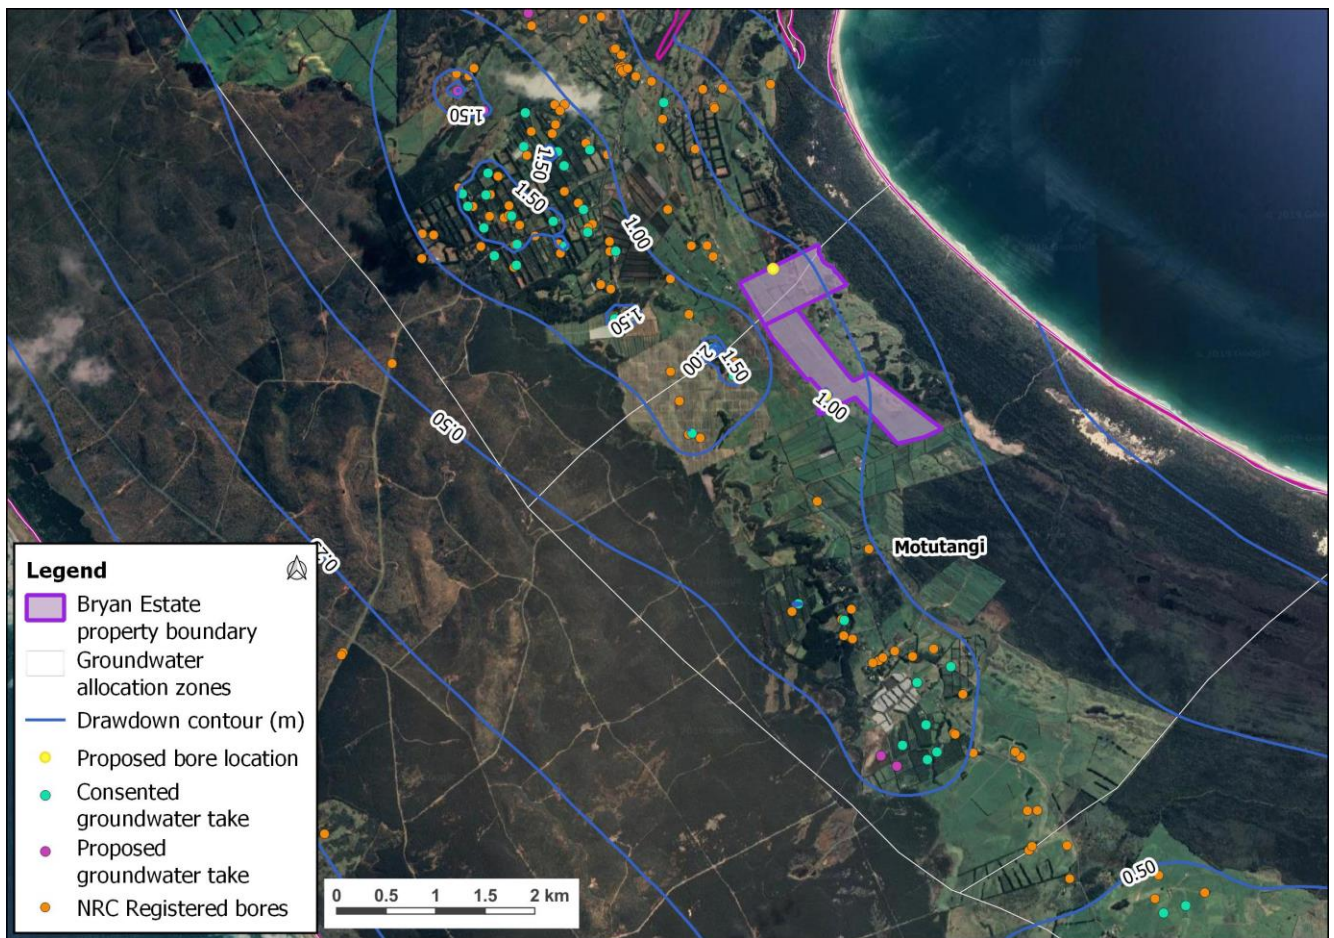 1.50
1.50
1.50
1.00
1.50
2.00
1.50
1.00
0.50
Motutangi
0.25
0.50
Legend
Bryan Estate
property boundary
Groundwater
allocation zones
Drawdown contour (m)
Proposed bore location
Consented
groundwater take
Proposed
groundwater take
NRC Registered bores
0 0.5 1 1.5 2 km